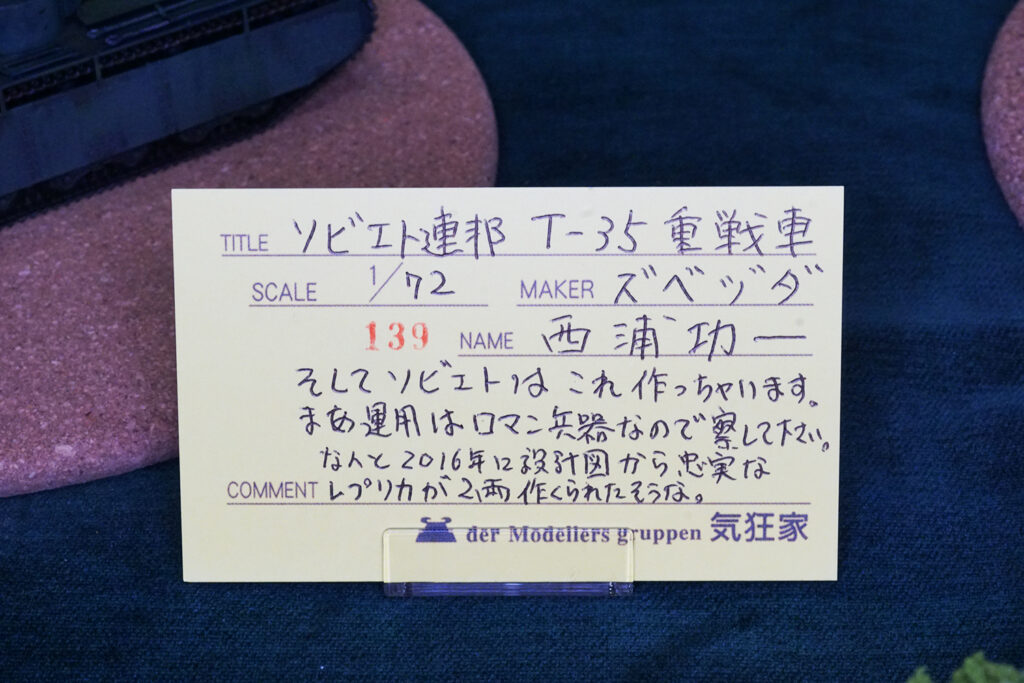 TITLE ソビエト連邦 T-35 重戦車
SCALE 1/72 MAKER ズベヅダ
139 NAME 西浦功一
そしてソビエトはこれ作っちゃいます。
まあ運用はロマン兵器なので察して下さい。
なんと2016年に設計図から忠実な
COMMENT レプリカが2両作くられたそうな。
der Modeliers gruppen 気狂家